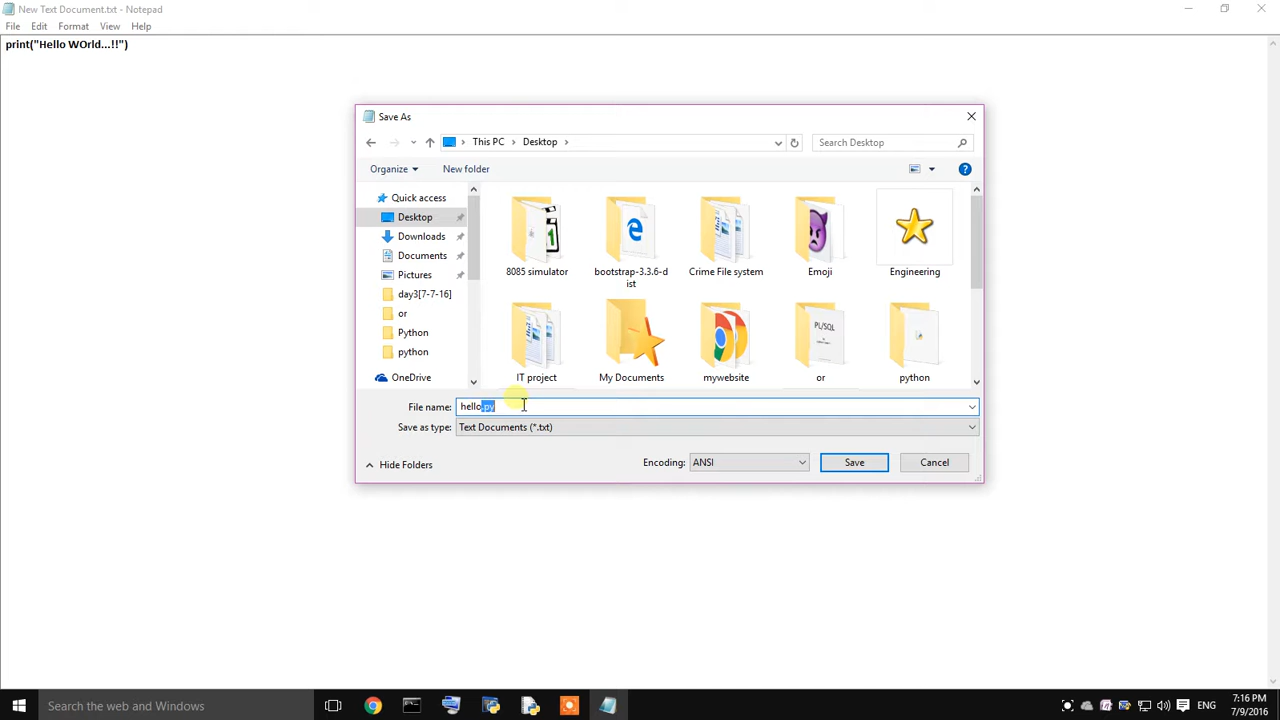 New Text Document.txt - Notepad
File Edit Format View Help
print("Hello WOrld...!!")
Save As
This PC Desktop
Search Desktop
Organize New folder
Quick access
Desktop
Downloads
Documents
Pictures
day3[7-7-16]
or
Python
python
OneDrive
8085 simulator
bootstrap-3.3.6-d
ist
Crime File system
Emoji
Engineering
IT project
My Documents
mywebsite
PL/SQL
or
python
File name: hello.py
Save as type: Text Documents (*.txt)
Hide Folders
Encoding: ANSI
Save
Cancel
Search the web and Windows
ENG
7:16 PM
7/9/2016